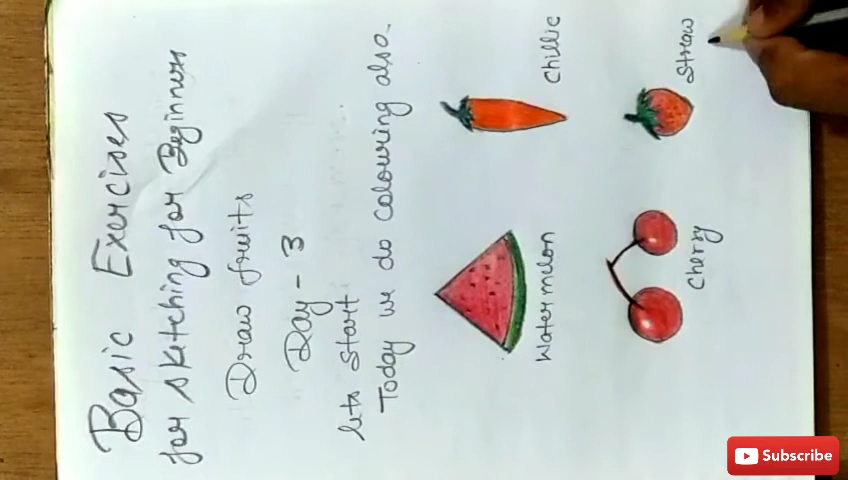 Basic Exercises
for sketching for Beginners
Draw fruits
Day - 3
lets start
Today we do colouring also.
Watermelon
Chillie
Cherry
Straw
Subscribe